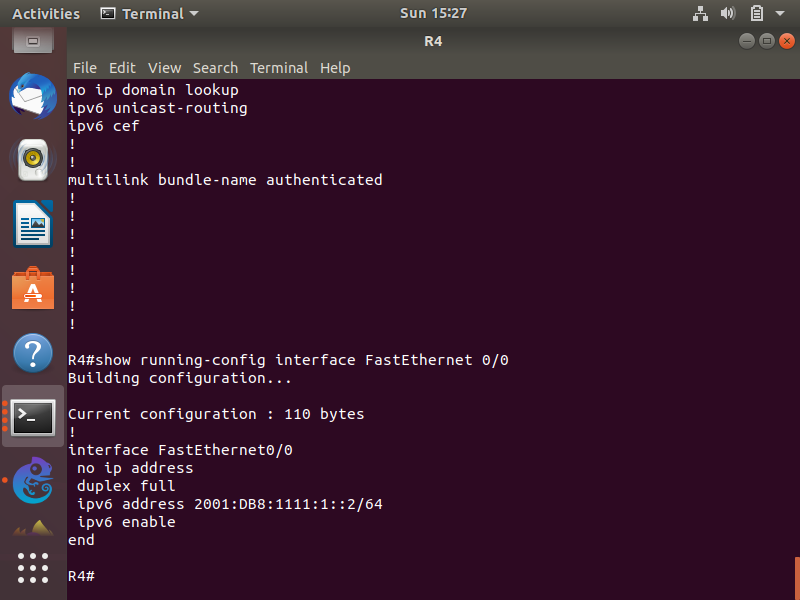 Activities Terminal Sun 15:27
R4
File Edit View Search Terminal Help
no ip domain lookup
ipv6 unicast-routing
ipv6 cef
!
!
multilink bundle-name authenticated
!
!
!
!
!
!
!
!
R4#show running-config interface FastEthernet 0/0
Building configuration...
Current configuration : 110 bytes
!
interface FastEthernet0/0
 no ip address
 duplex full
 ipv6 address 2001:DB8:1111:1::2/64
 ipv6 enable
end
R4#